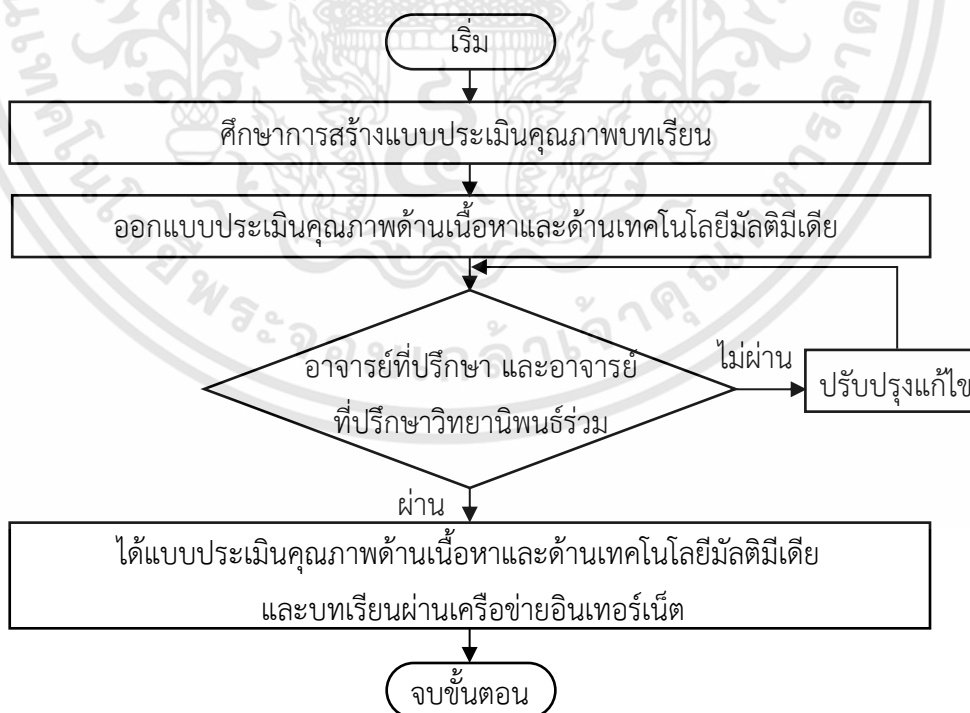 เริ่ม
ศึกษาการสร้างแบบประเมินคุณภาพบทเรียน
ออกแบบประเมินคุณภาพด้านเนื้อหาและด้านเทคโนโลยีมัลติมีเดีย
อาจารย์ที่ปรึกษา และอาจารย์
ที่ปรึกษาวิทยานิพนธ์ร่วม
ไม่ผ่าน
ปรับปรุงแก้ไข
ผ่าน
ได้แบบประเมินคุณภาพด้านเนื้อหาและด้านเทคโนโลยีมัลติมีเดีย
และบทเรียนผ่านเครือข่ายอินเทอร์เน็ต
จบขั้นตอน